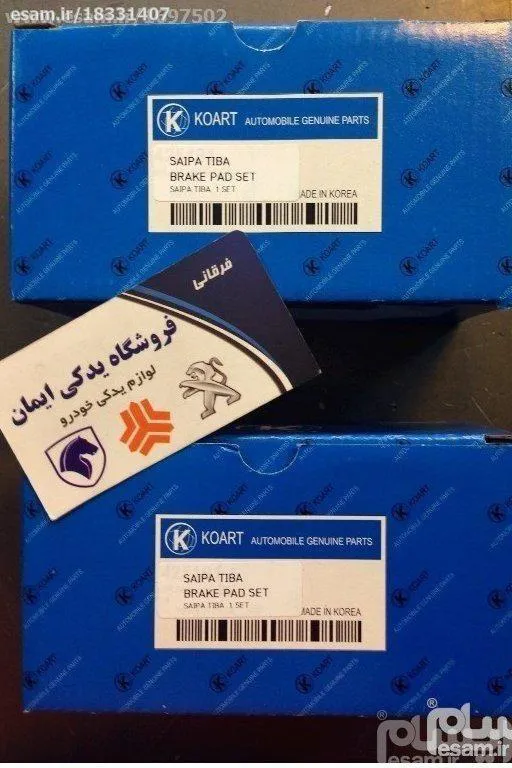 esam.ir/18331407
KOART AUTOMOBILE GENUINE PARTS
SAIPA TIBA
BRAKE PAD SET
SAIPA TIBA 1 SET
MADE IN KOREA
فرقانی
فروشگاه یدکی ایمان
لوازم یدکی خودرو
KOART AUTOMOBILE GENUINE PARTS
SAIPA TIBA
BRAKE PAD SET
SAIPA TIBA 1 SET
MADE IN KOREA
esam.ir